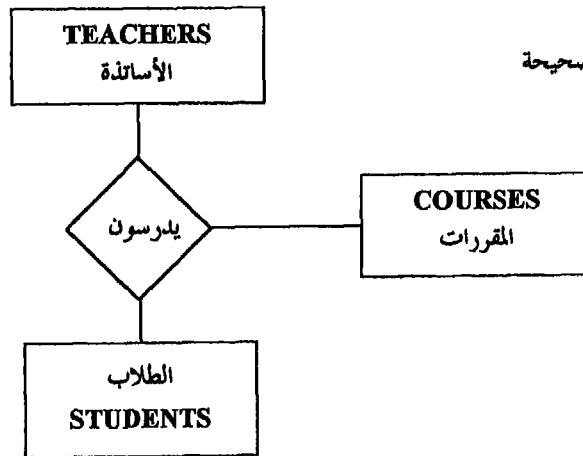 TEACHERS
الأساتذة
صحيحة
يدرسون
COURSES
المقررات
الطلاب
STUDENTS